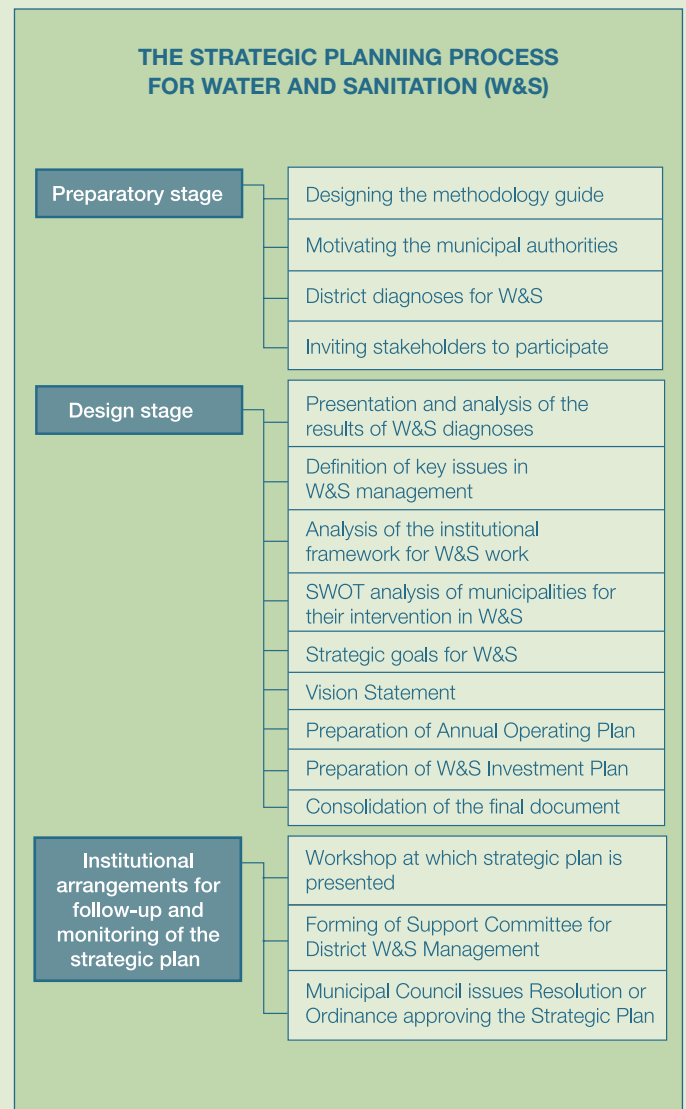 THE STRATEGIC PLANNING PROCESS
FOR WATER AND SANITATION (W&S)
Preparatory stage
Designing the methodology guide
Motivating the municipal authorities
District diagnoses for W&S
Inviting stakeholders to participate
Design stage
Presentation and analysis of the
results of W&S diagnoses
Definition of key issues in
W&S management
Analysis of the institutional
framework for W&S work
SWOT analysis of municipalities for
their intervention in W&S
Strategic goals for W&S
Vision Statement
Preparation of Annual Operating Plan
Preparation of W&S Investment Plan
Consolidation of the final document
Institutional
arrangements for
follow-up and
monitoring of the
strategic plan
Workshop at which strategic plan is
presented
Forming of Support Committee for
District W&S Management
Municipal Council issues Resolution or
Ordinance approving the Strategic Plan